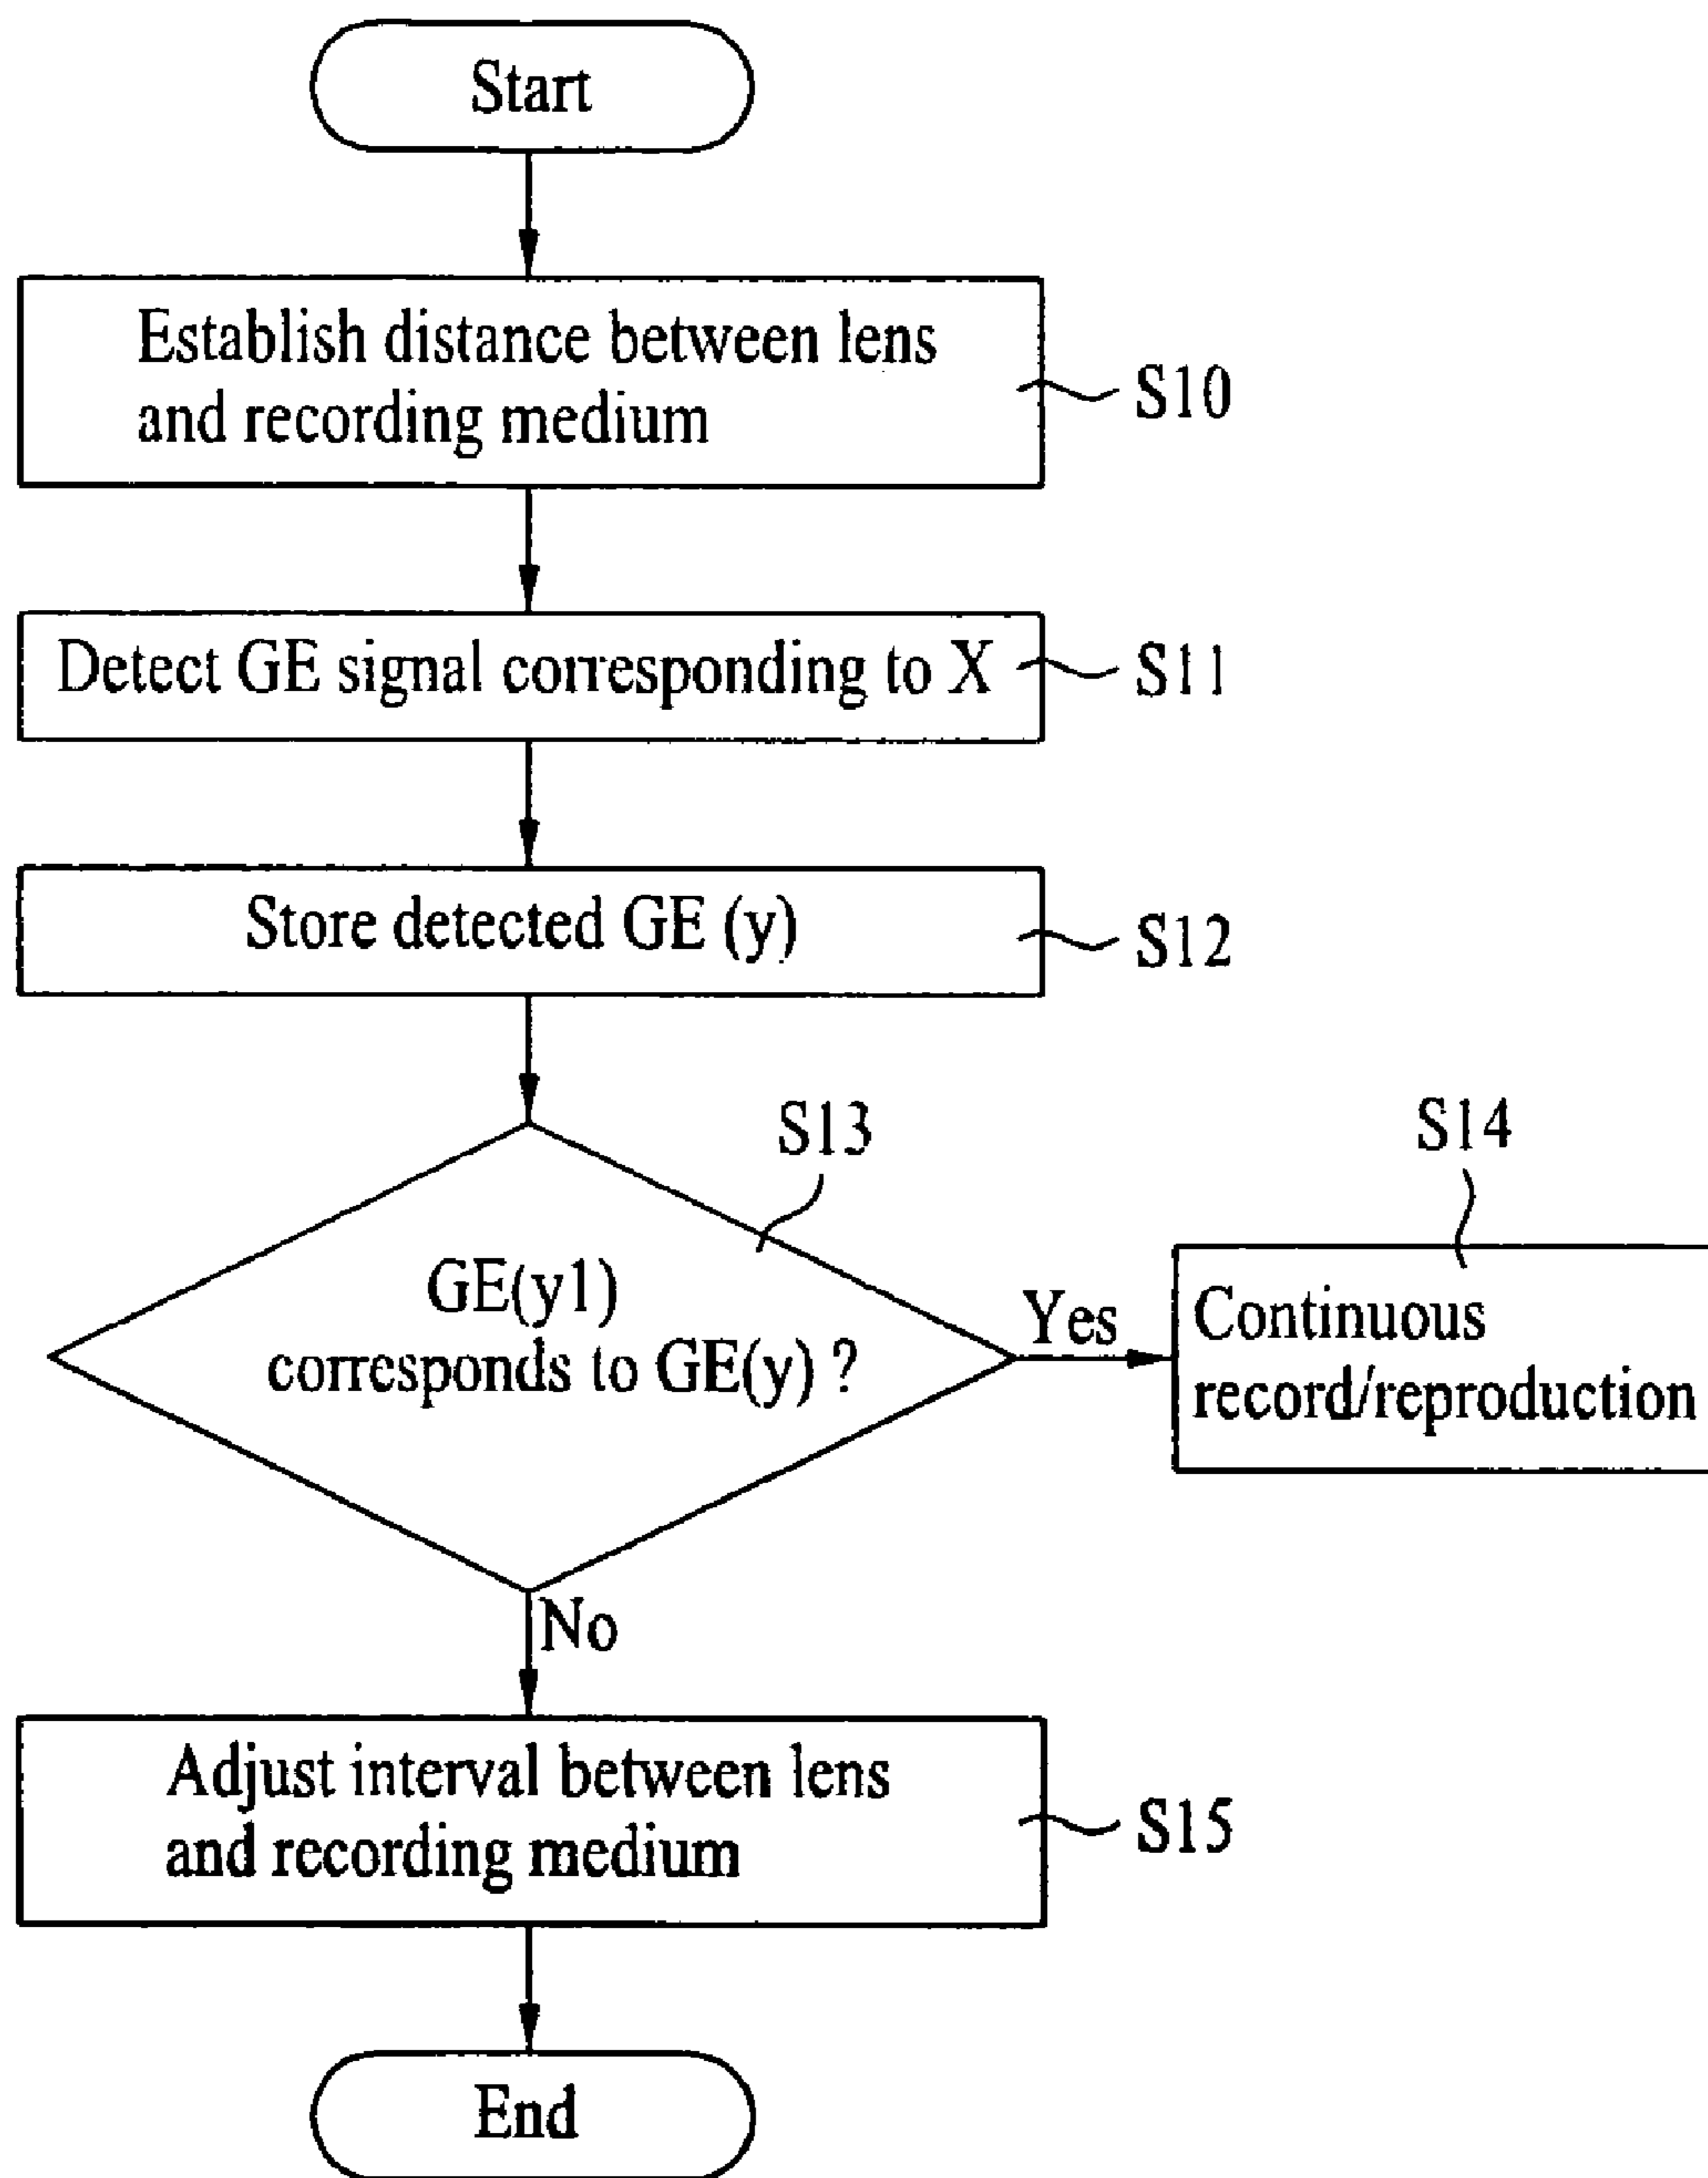 Start
Establish distance between lens
and recording medium
S10
Detect GE signal corresponding to X
S11
Store detected GE (y)
S12
S13
GE(y1)
corresponds to GE(y) ?
Yes
S14
Continuous
record/reproduction
No
Adjust interval between lens
and recording medium
S15
End